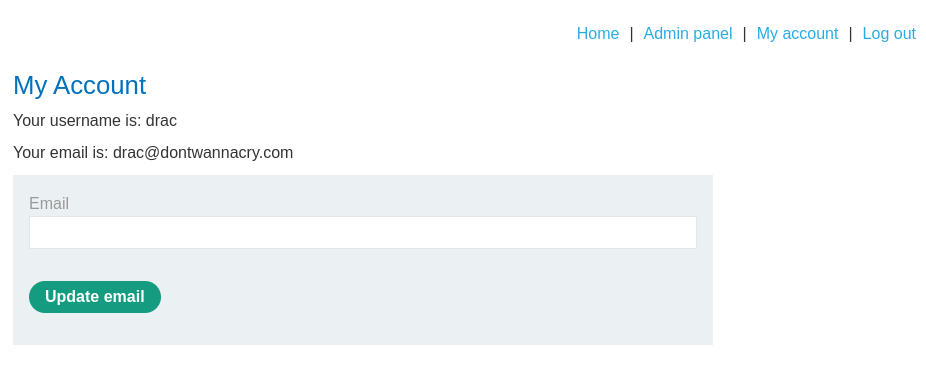 Home | Admin panel | My account | Log out
My Account
Your username is: drac
Your email is: drac@dontwannacry.com
Email
Update email